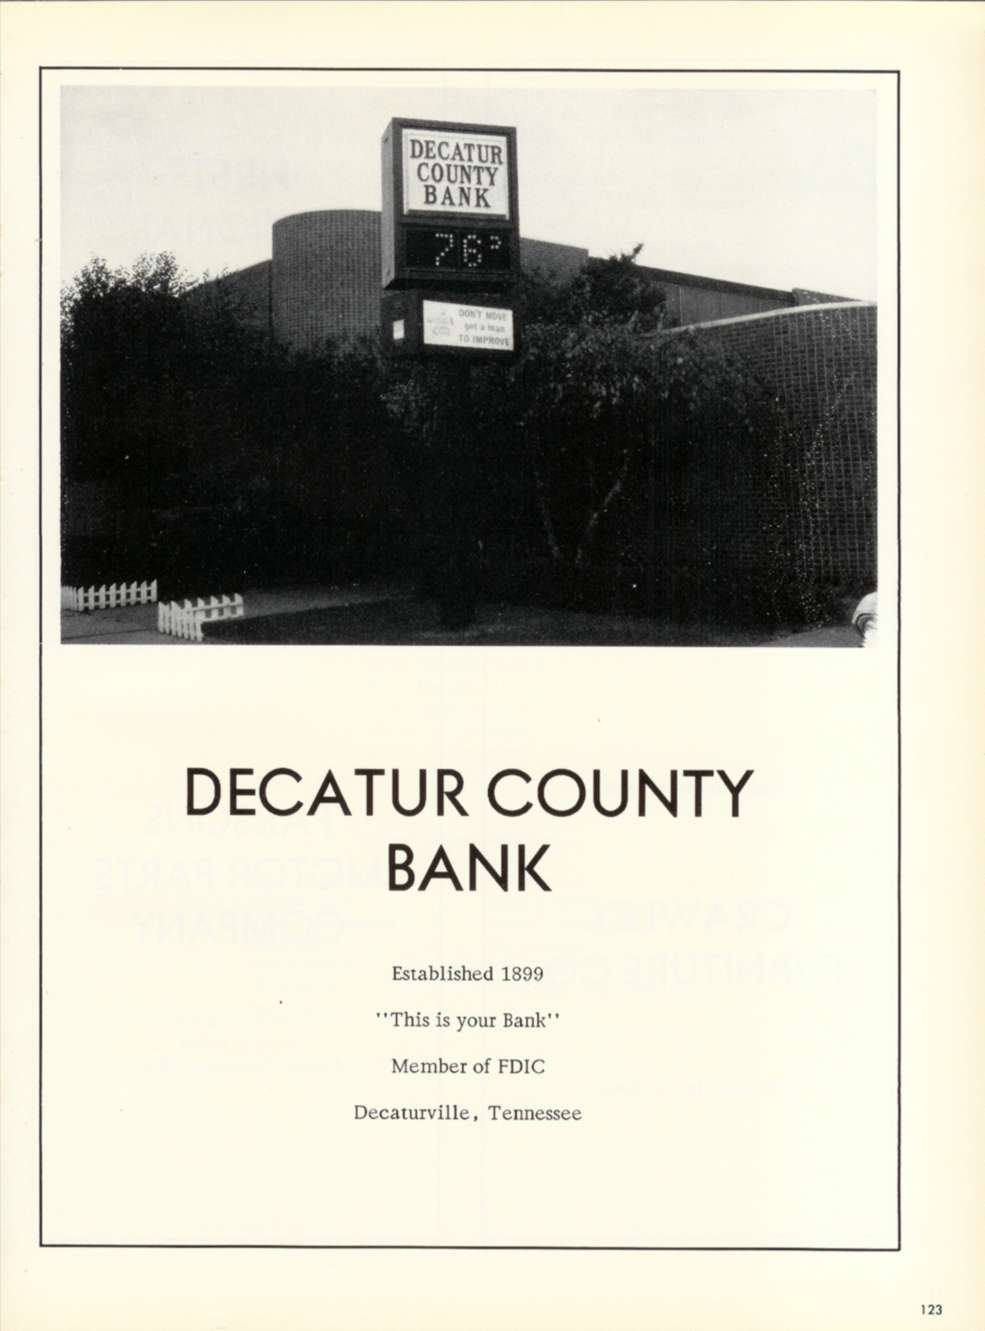 DECATUR
COUNTY
BANK
76°
DON'T MOVE
get a man
TO IMPROVE
DECATUR COUNTY
BANK
Established 1899
''This is your Bank''
Member of FDIC
Decaturville, Tennessee
123